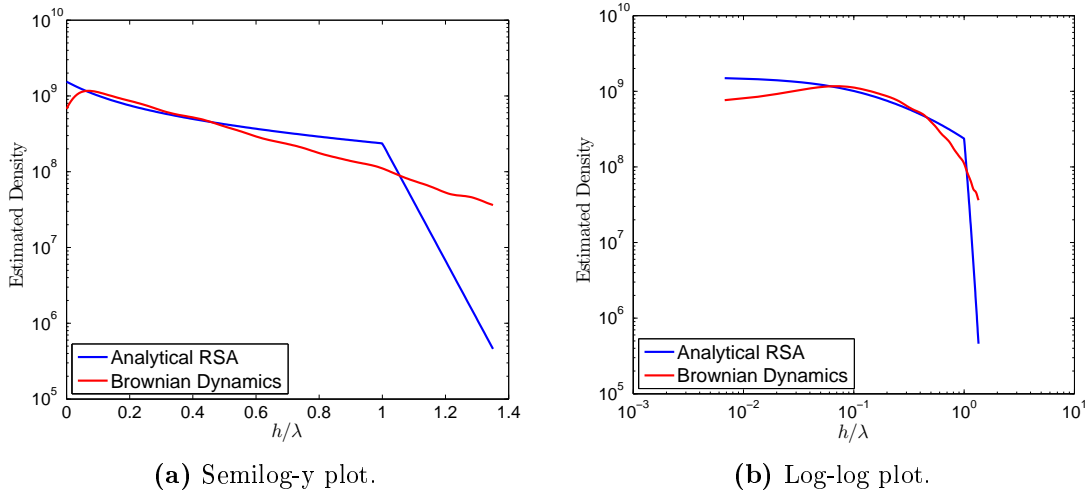 10^10
10^9
10^8
10^7
10^6
10^5
Estimated Density
Analytical RSA
Brownian Dynamics
0 0.2 0.4 0.6 0.8 1 1.2 1.4
h/λ
(a) Semilog-y plot.
10^10
10^9
10^8
10^7
10^6
10^5
Estimated Density
Analytical RSA
Brownian Dynamics
10^−3 10^−2 10^−1 10^0 10^1
h/λ
(b) Log-log plot.